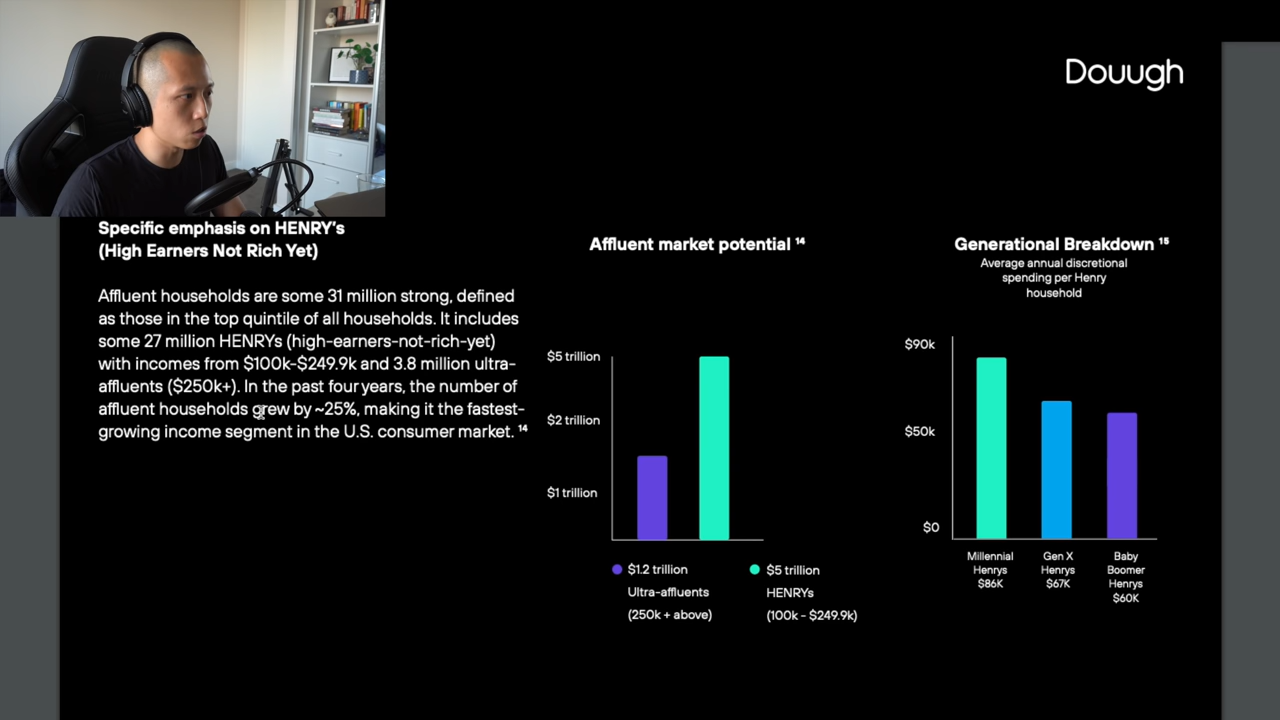 Douugh
Specific emphasis on HENRY's
(High Earners Not Rich Yet)
Affluent households are some 31 million strong, defined
as those in the top quintile of all households. It includes
some 27 million HENRYs (high-earners-not-rich-yet)
with incomes from $100k-$249.9k and 3.8 million ultra-
affluents ($250k+). In the past four years, the number of
affluent households grew by ~25%, making it the fastest-
growing income segment in the U.S. consumer market. 14
Affluent market potential 14
$5 trillion
$2 trillion
$1 trillion
$1.2 trillion
Ultra-affluents
(250k + above)
$5 trillion
HENRYs
(100k - $249.9k)
Generational Breakdown 15
Average annual discretional
spending per Henry
household
$90k
$50k
$0
Millennial
Henrys
$86K
Gen X
Henrys
$67K
Baby
Boomer
Henrys
$60K